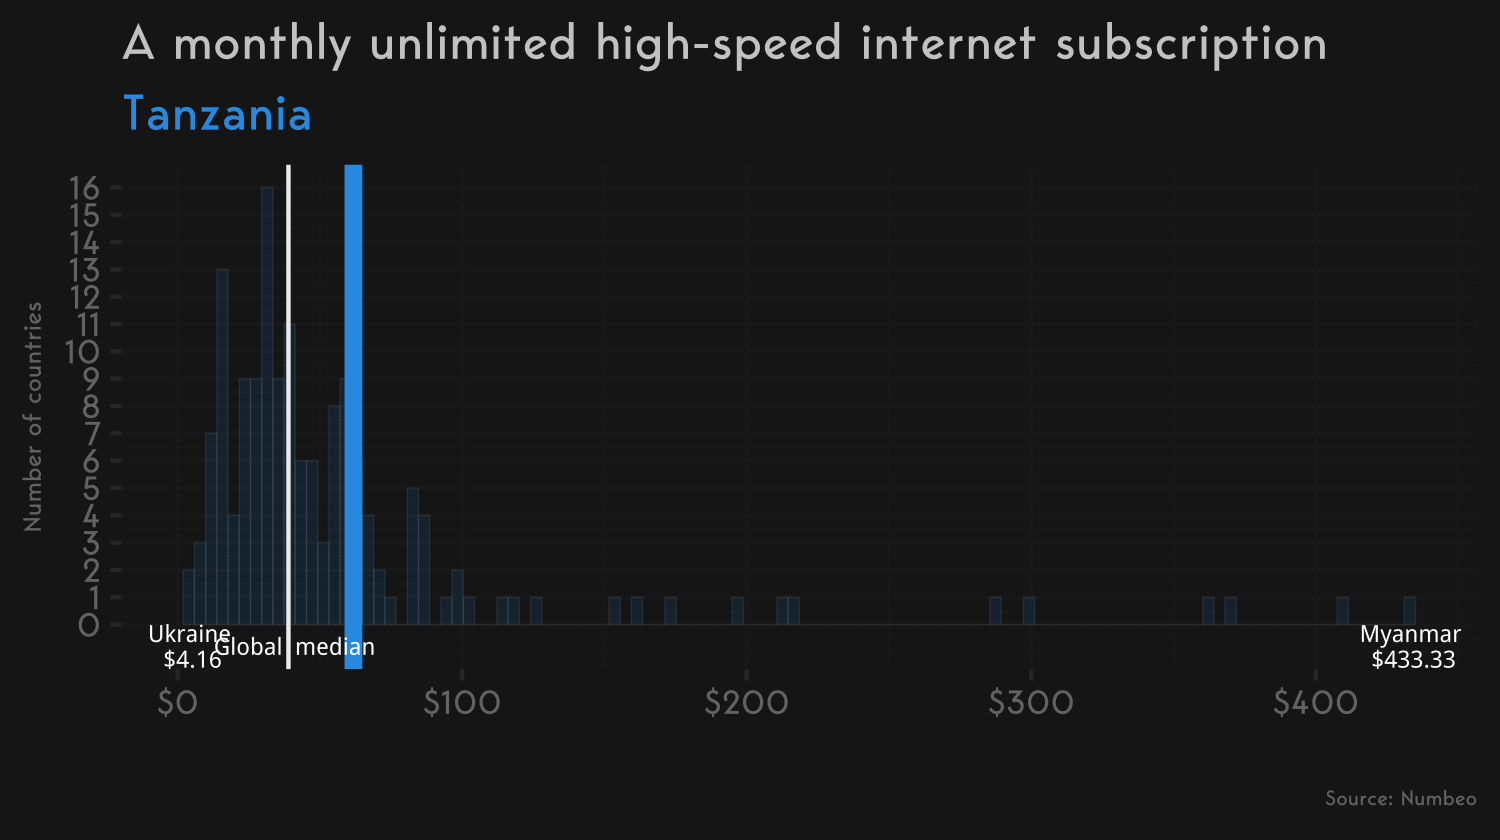 A monthly unlimited high-speed internet subscription
Tanzania
Number of countries
16
15
14
13
12
11
10
9
8
7
6
5
4
3
2
1
0
Ukraine
$4.16
Global median
Myanmar
$433.33
$0 $100 $200 $300 $400
Source: Numbeo